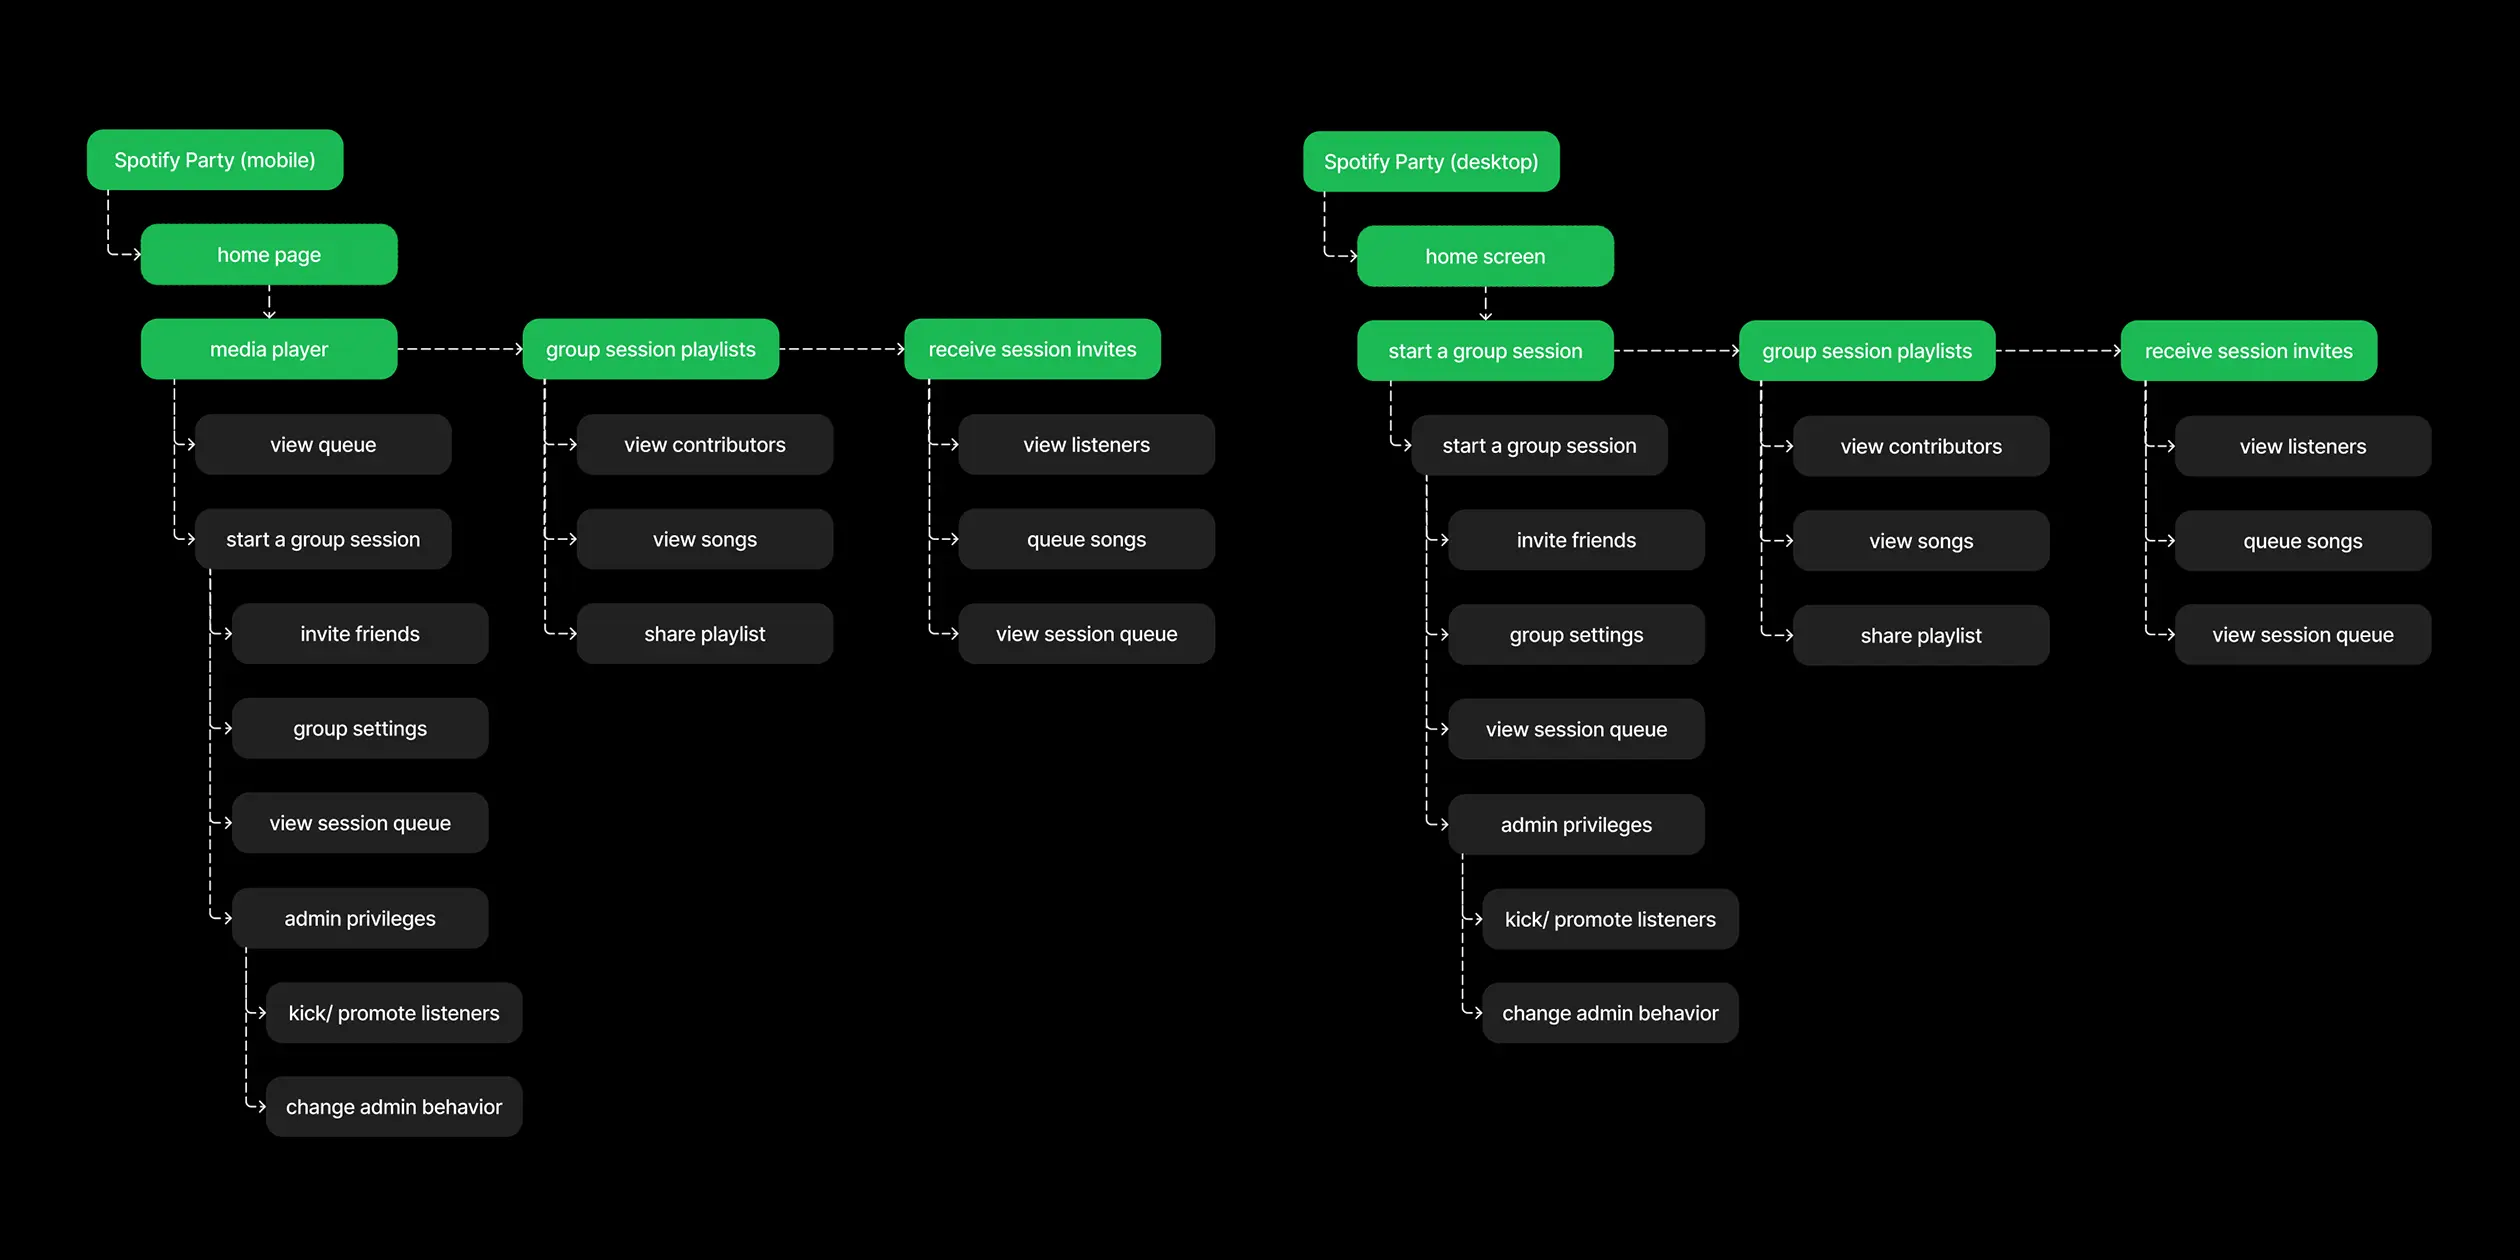 Spotify Party (mobile)
home page
media player
view queue
start a group session
invite friends
group settings
view session queue
admin privileges
kick/ promote listeners
change admin behavior
group session playlists
view contributors
view songs
share playlist
receive session invites
view listeners
queue songs
view session queue
Spotify Party (desktop)
home screen
start a group session
start a group session
invite friends
group settings
view session queue
admin privileges
kick/ promote listeners
change admin behavior
group session playlists
view contributors
view songs
share playlist
receive session invites
view listeners
queue songs
view session queue